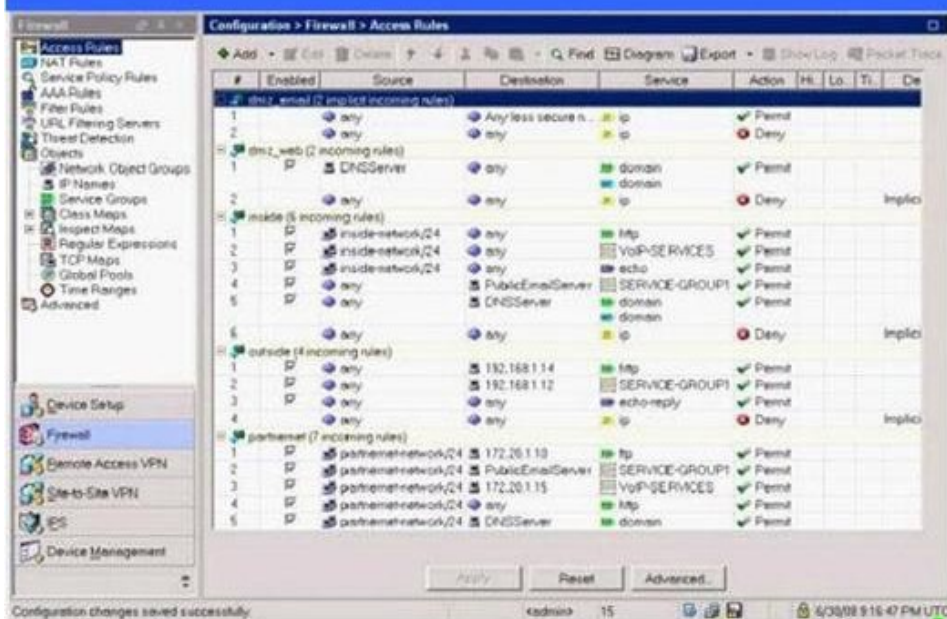 Firewall
Configuration > Firewall > Access Rules
Access Rules
NAT Rules
Service Policy Rules
AAA Rules
Filter Rules
URL Filtering Servers
Threat Detection
Objects
Network Object Groups
IP Names
Service Groups
Class Maps
Inspect Maps
Regular Expressions
TCP Maps
Global Pools
Time Ranges
Advanced
Device Setup
Firewall
Remote Access VPN
Site-to-Site VPN
IPS
Device Management
Add Edit Delete Find Diagram Export Show Log Packet Trace
# Enabled Source Destination Service Action Hi.. Lo.. Ti.. De
dmz_email (2 implicit incoming rules)
1 any Any less secure n... ip Permit
2 any any ip Deny
dmz_web (2 incoming rules)
1 DNSServer any domain Permit
domain
2 any any ip Deny Implici
inside (6 incoming rules)
1 inside-network/24 any http Permit
2 inside-network/24 any VoIP-SERVICES Permit
3 inside-network/24 any echo Permit
4 any PublicEmailServer SERVICE-GROUP1 Permit
5 any DNSServer domain Permit
domain
6 any any ip Deny Implici
outside (4 incoming rules)
1 any 192.168.1.14 http Permit
2 any 192.168.1.12 SERVICE-GROUP1 Permit
3 any any echo-reply Permit
4 any any ip Deny Implici
partnernet (7 incoming rules)
1 partnernet-network/24 172.20.1.10 Permit
2 partnernet-network/24 PublicEmailServer SERVICE-GROUP1 Permit
3 partnernet-network/24 172.20.1.15 VoIP-SERVICES Permit
4 partnernet-network/24 any http Permit
5 partnernet-network/24 DNSServer domain Permit
Apply Reset Advanced...
Configuration changes saved successfully. <admin> 15 6/30/08 9:16:47 PM UTC